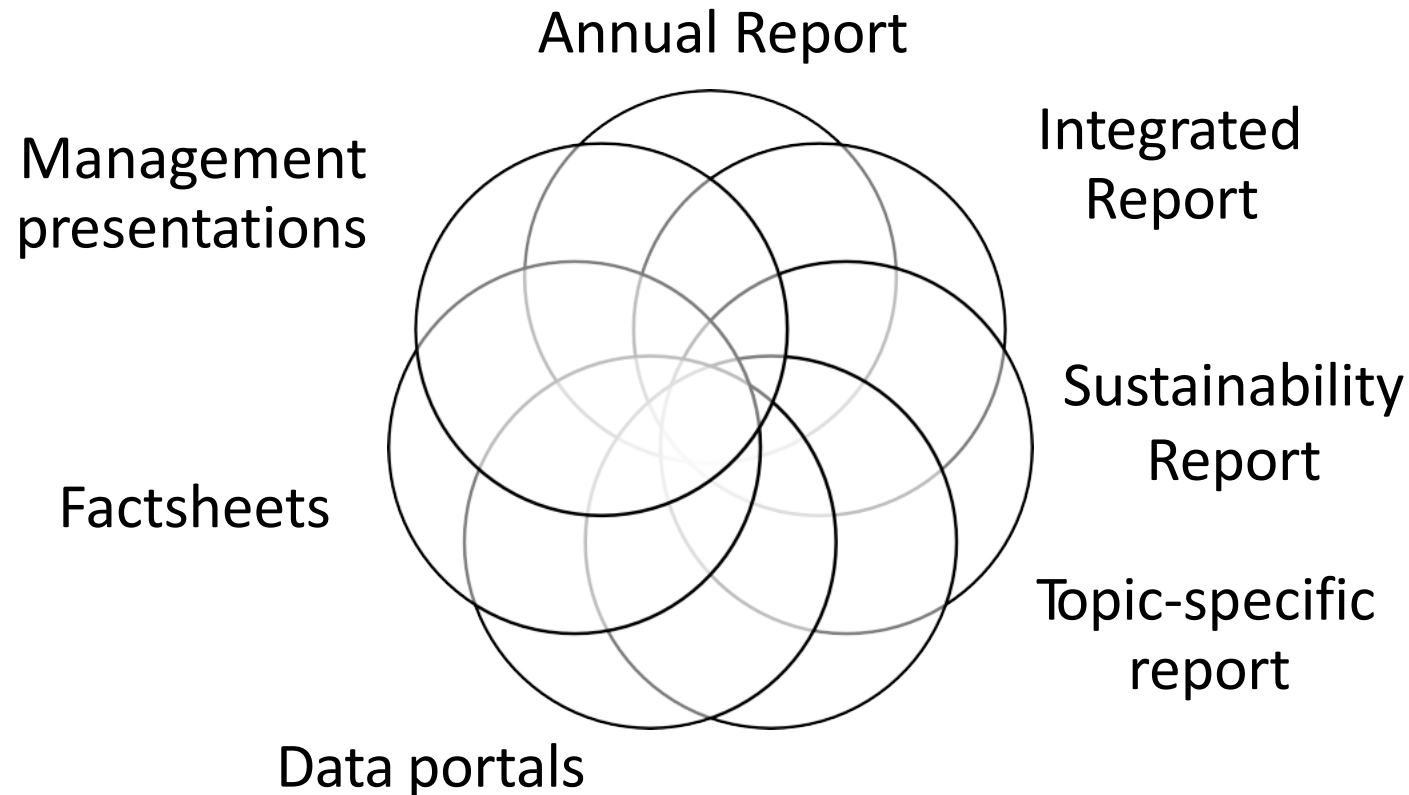 Annual Report
Integrated
Report
Sustainability
Report
Topic-specific
report
Data portals
Factsheets
Management
presentations